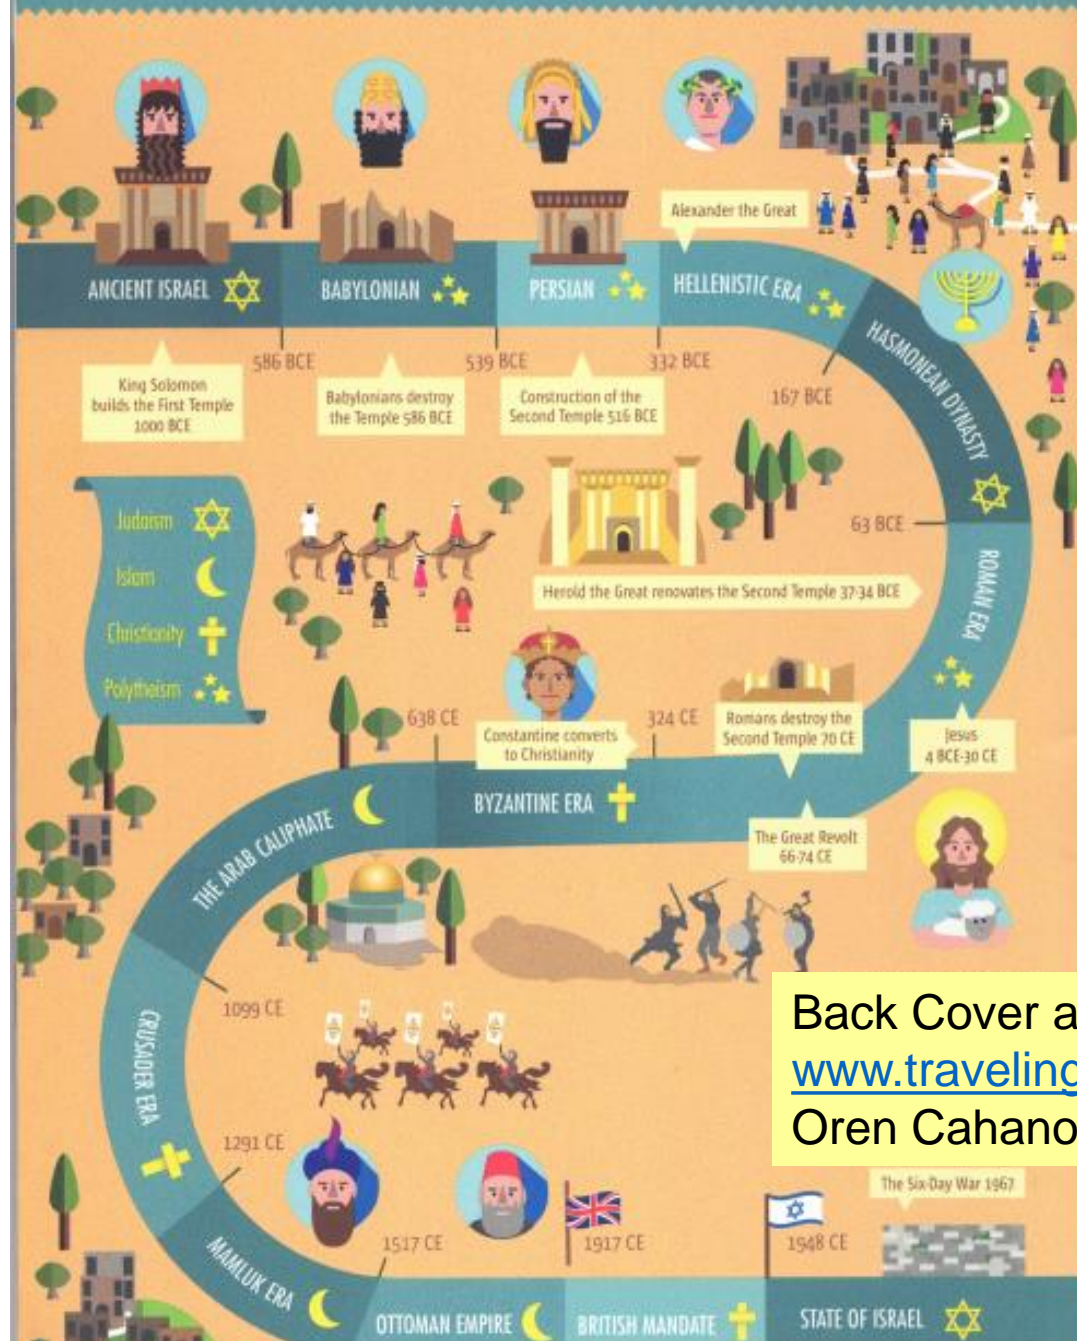 Alexander the Great
ANCIENT ISRAEL
BABYLONIAN
PERSIAN
HELLENISTIC ERA
HASMONEAN DYNASTY
586 BCE
539 BCE
332 BCE
167 BCE
King Solomon
builds the First Temple
1000 BCE
Babylonians destroy
the Temple 586 BCE
Construction of the
Second Temple 516 BCE
Judaism
Islam
Christianity
Polytheism
63 BCE
ROMAN ERA
Herold the Great renovates the Second Temple 37-34 BCE
638 CE
Constantine converts
to Christianity
324 CE
Romans destroy the
Second Temple 70 CE
Jesus
4 BCE-30 CE
BYZANTINE ERA
THE ARAB CALIPHATE
The Great Revolt
66-74 CE
1099 CE
CRUSADER ERA
Back Cover a
www.traveling
Oren Cahano
1291 CE
The Six-Day War 1967
1517 CE
1917 CE
1948 CE
MAMLUK ERA
OTTOMAN EMPIRE
BRITISH MANDATE
STATE OF ISRAEL